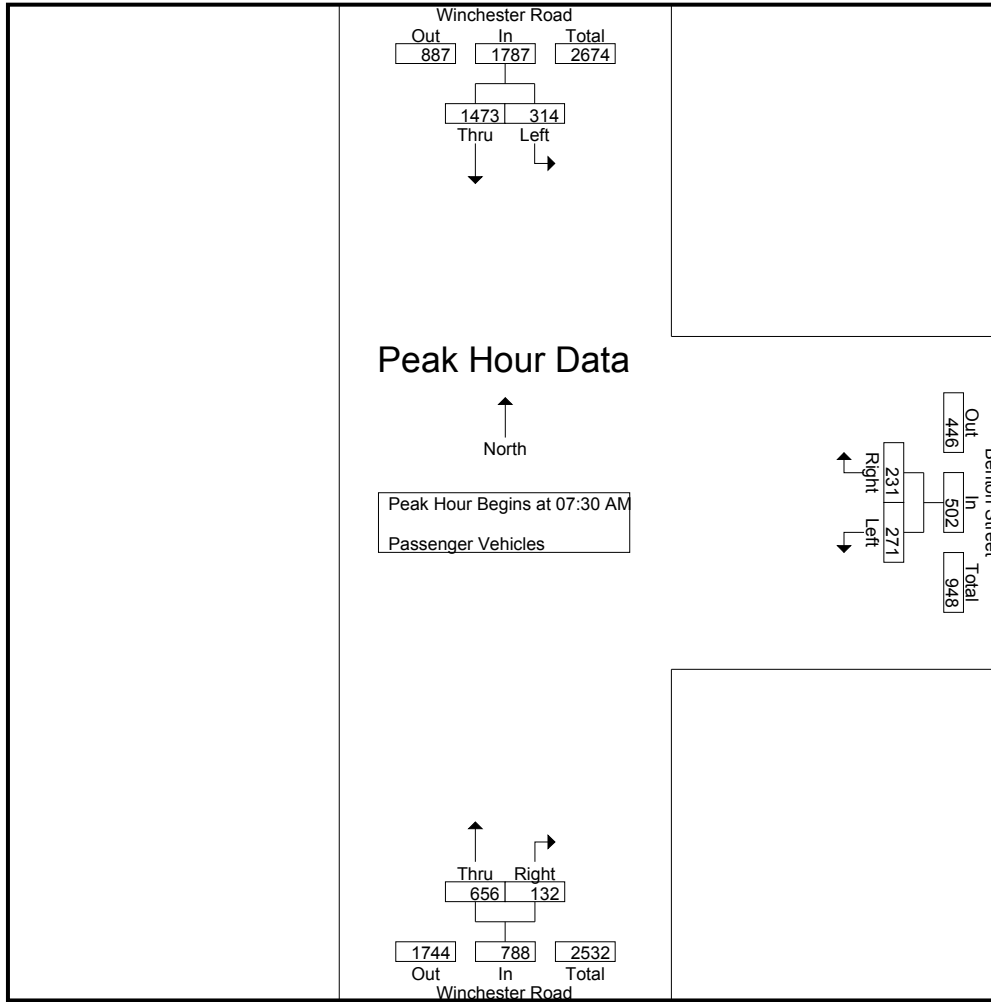 Winchester Road
Out In Total
887 1787 2674
1473 314
Thru Left
Peak Hour Data
North
Peak Hour Begins at 07:30 AM
Passenger Vehicles
Benton Street
Out In Total
446 502 948
231 271
Right Left
Thru Right
656 132
1744 788 2532
Out In Total
Winchester Road